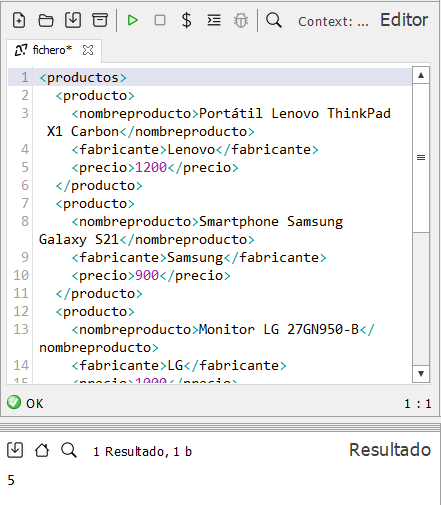 Context: ... Editor
fichero*
1 <productos>
2 <producto>
3 <nombreproducto>Portátil Lenovo ThinkPad
X1 Carbon</nombreproducto>
4 <fabricante>Lenovo</fabricante>
5 <precio>1200</precio>
6 </producto>
7 <producto>
8 <nombreproducto>Smartphone Samsung
Galaxy S21</nombreproducto>
9 <fabricante>Samsung</fabricante>
10 <precio>900</precio>
11 </producto>
12 <producto>
13 <nombreproducto>Monitor LG 27GN950-B</
nombreproducto>
14 <fabricante>LG</fabricante>
15 <precio>1000</precio>
OK 1 : 1
1 Resultado, 1 b Resultado
5